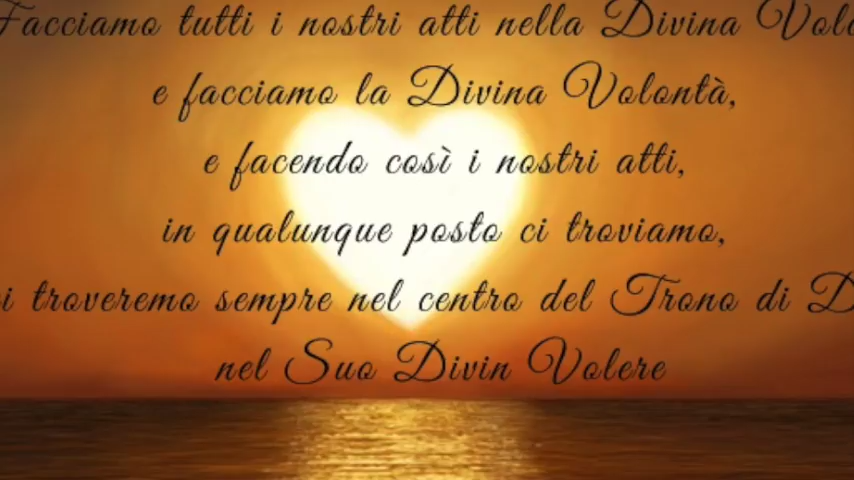 Facciamo tutti i nostri atti nella Divina Volo
e facciamo la Divina Volontà,
e facendo così i nostri atti,
in qualunque posto ci troviamo,
i troveremo sempre nel centro del Trono di D
nel Suo Divin Volere